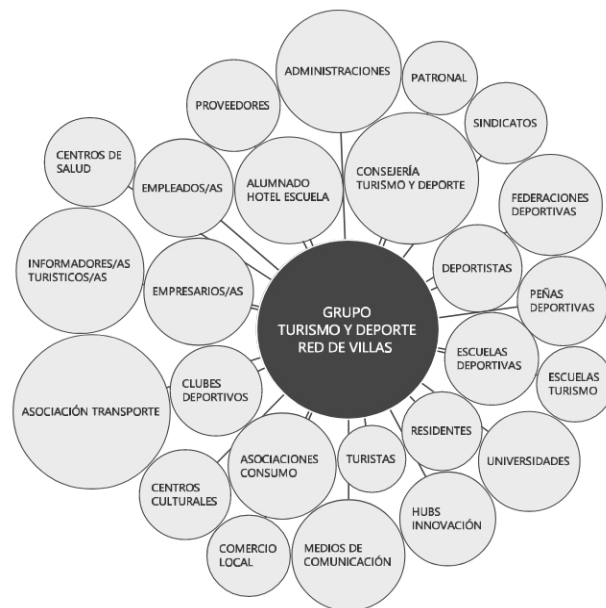 ADMINISTRACIONES
PATRONAL
PROVEEDORES
SINDICATOS
CENTROS DE
SALUD
EMPLEADOS/AS
ALUMNADO
HOTEL ESCUELA
CONSEJERÍA
TURISMO Y DEPORTE
FEDERACIONES
DEPORTIVAS
INFORMADORES/AS
TURISTICOS/AS
EMPRESARIOS/AS
DEPORTISTAS
PEÑAS
DEPORTIVAS
GRUPO
TURISMO Y DEPORTE
RED DE VILLAS
ESCUELAS
DEPORTIVAS
ESCUELAS
TURISMO
ASOCIACIÓN TRANSPORTE
CLUBES
DEPORTIVOS
RESIDENTES
UNIVERSIDADES
CENTROS
CULTURALES
ASOCIACIONES
CONSUMO
TURISTAS
HUBS
INNOVACIÓN
COMERCIO
LOCAL
MEDIOS DE
COMUNICACIÓN